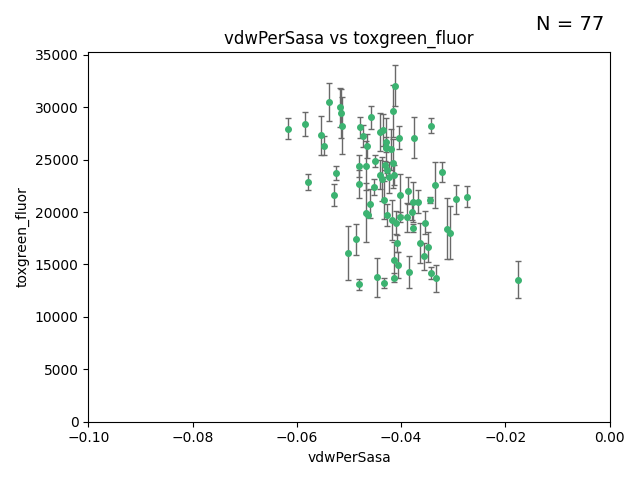 N = 77
vdwPerSasa vs toxgreen_fluor
35000
30000
25000
20000
15000
10000
5000
0
toxgreen_fluor
−0.10 −0.08 −0.06 −0.04 −0.02 0.00
vdwPerSasa